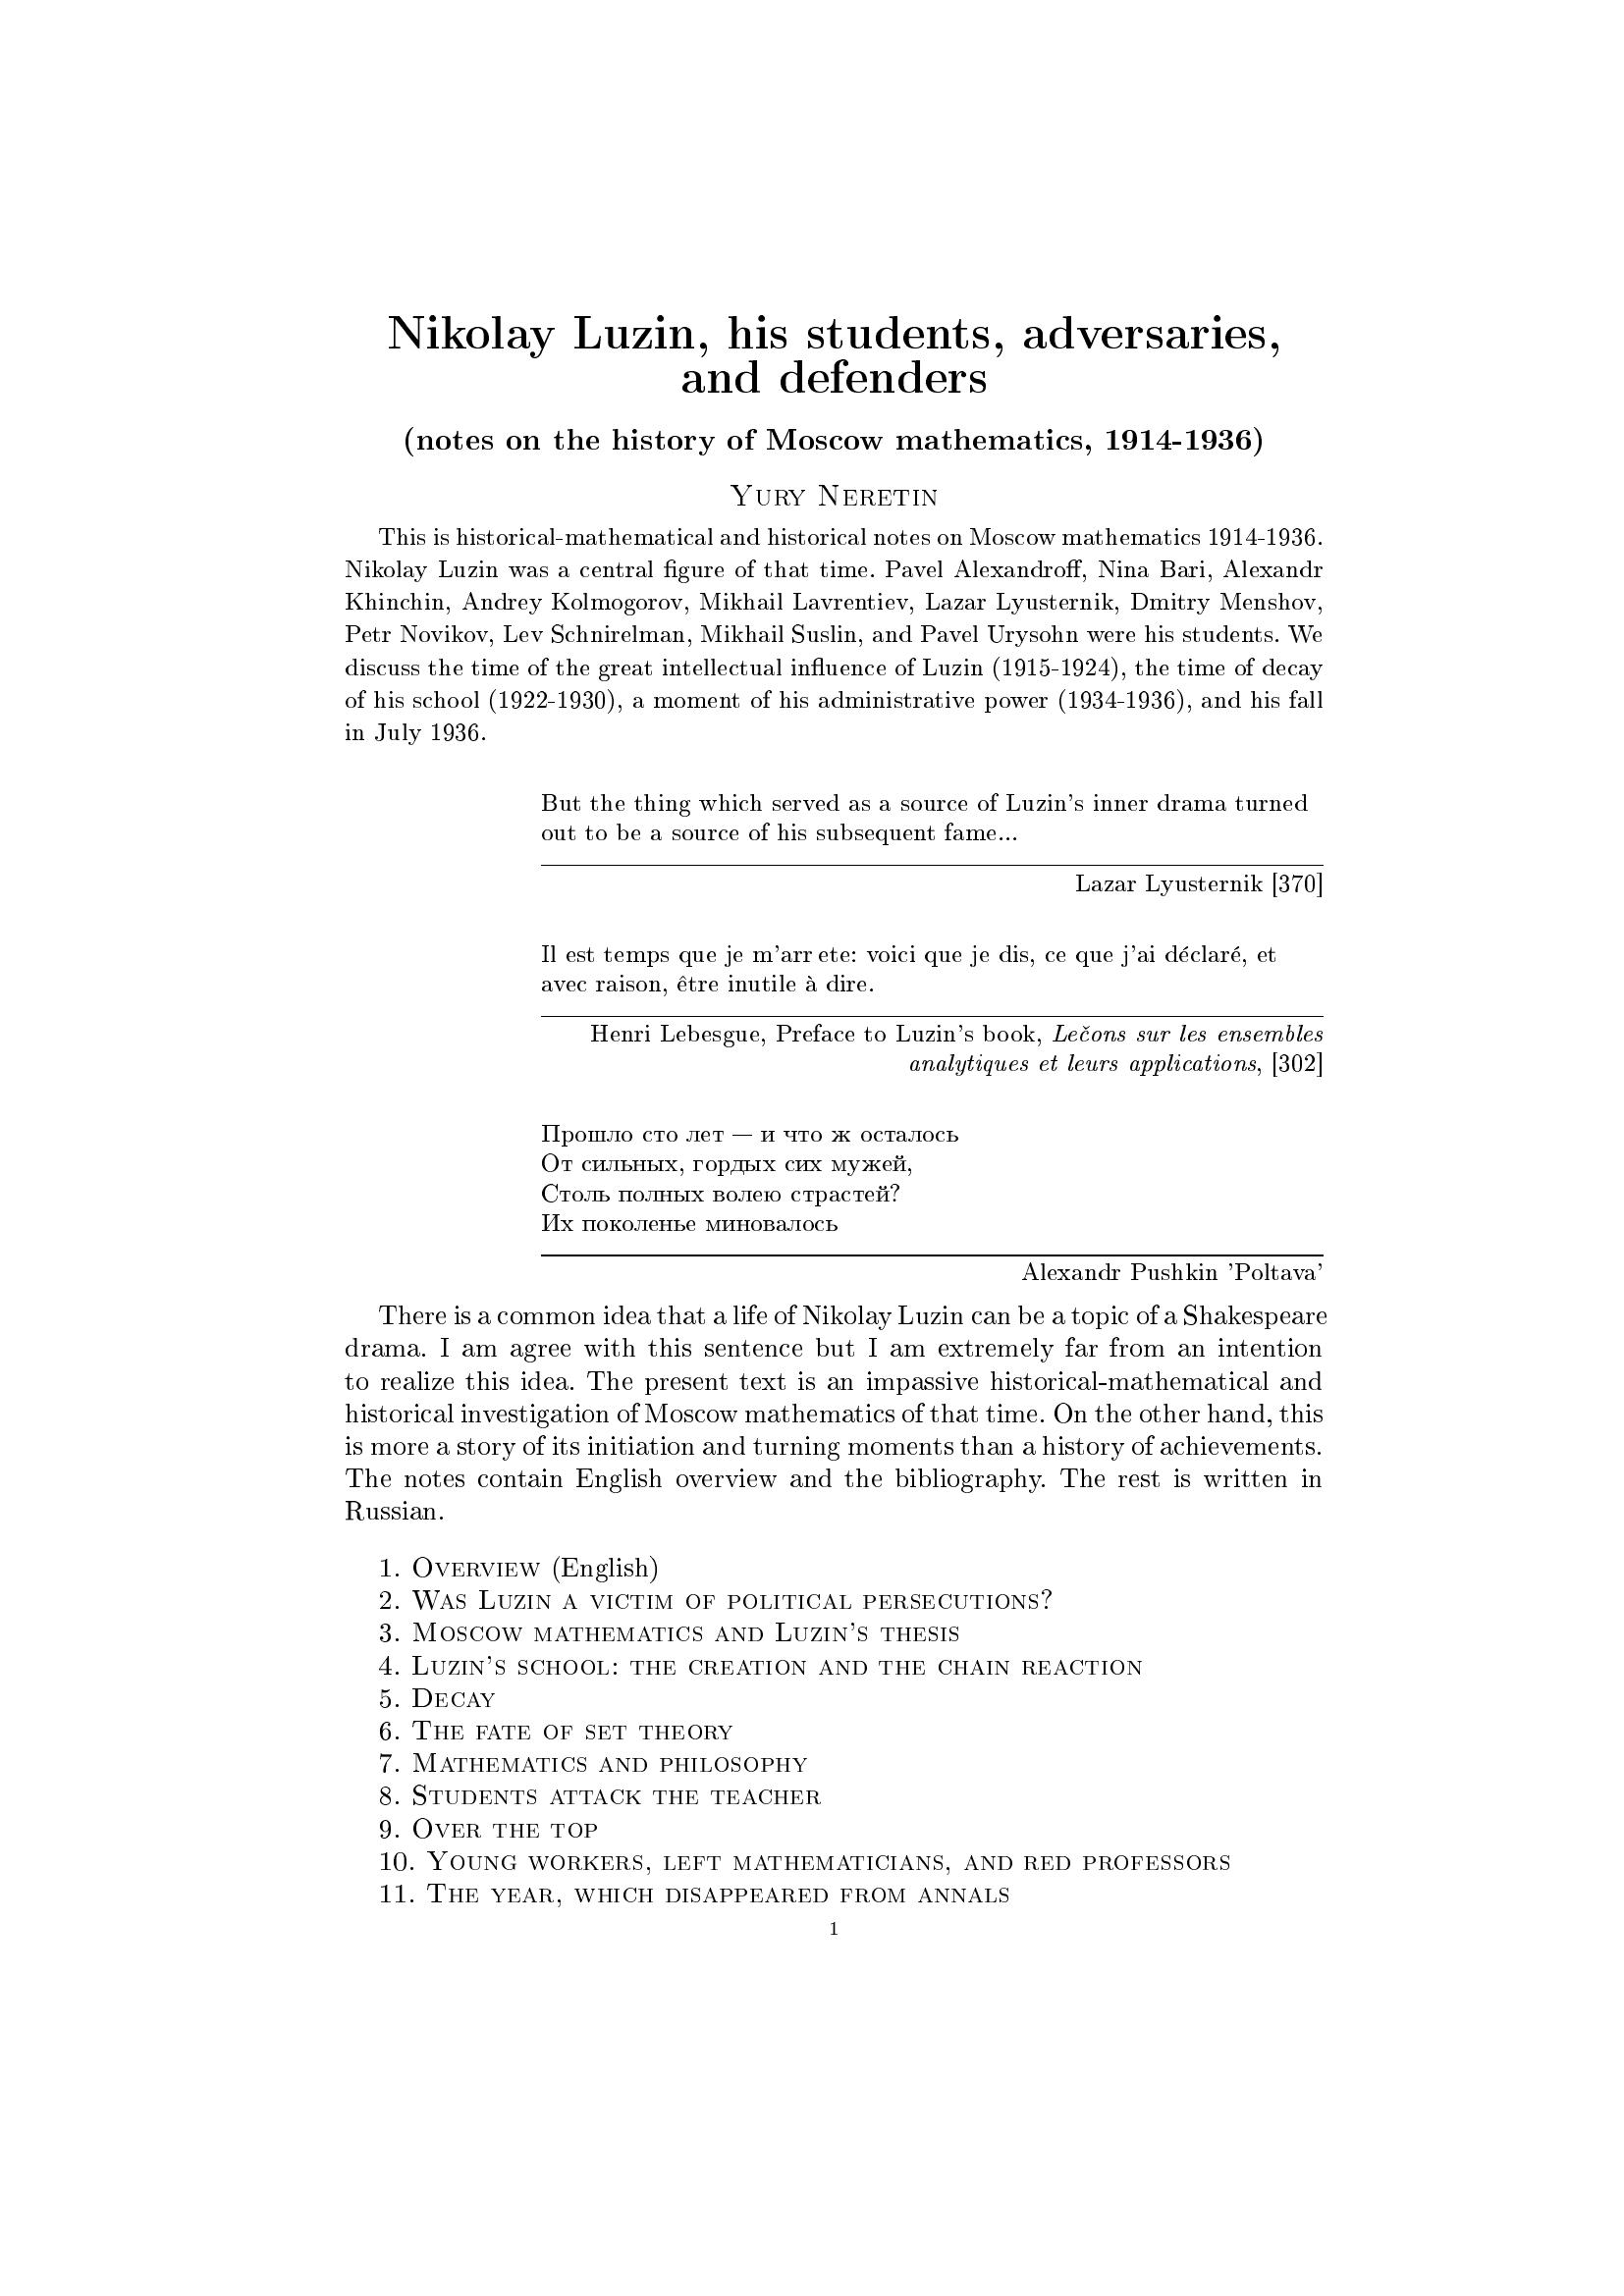 Nikolay Luzin, his students, adversaries,
and defenders
(notes on the history of Moscow mathematics, 1914-1936)
Yury Neretin
This is historical-mathematical and historical notes on Moscow mathematics 1914-1936.
Nikolay Luzin was a central figure of that time. Pavel Alexandroff, Nina Bari, Alexandr
Khinchin, Andrey Kolmogorov, Mikhail Lavrentiev, Lazar Lyusternik, Dmitry Menshov,
Petr Novikov, Lev Schnirelman, Mikhail Suslin, and Pavel Urysohn were his students. We
discuss the time of the great intellectual influence of Luzin (1915-1924), the time of decay
of his school (1922-1930), a moment of his administrative power (1934-1936), and his fall
in July 1936.
But the thing which served as a source of Luzin's inner drama turned
out to be a source of his subsequent fame...
Lazar Lyusternik [370]
Il est temps que je m'arr ete: voici que je dis, ce que j'ai déclaré, et
avec raison, être inutile à dire.
Henri Lebesgue, Preface to Luzin's book, Lečons sur les ensembles
analytiques et leurs applications, [302]
Прошло сто лет — и что ж осталось
От сильных, гордых сих мужей,
Столь полных волею страстей?
Их поколенье миновалось
Alexandr Pushkin 'Poltava'
There is a common idea that a life of Nikolay Luzin can be a topic of a Shakespeare
drama. I am agree with this sentence but I am extremely far from an intention
to realize this idea. The present text is an impassive historical-mathematical and
historical investigation of Moscow mathematics of that time. On the other hand, this
is more a story of its initiation and turning moments than a history of achievements.
The notes contain English overview and the bibliography. The rest is written in
Russian.
1. Overview (English)
2. Was Luzin a victim of political persecutions?
3. Moscow mathematics and Luzin's thesis
4. Luzin's school: the creation and the chain reaction
5. Decay
6. The fate of set theory
7. Mathematics and philosophy
8. Students attack the teacher
9. Over the top
10. Young workers, left mathematicians, and red professors
11. The year, which disappeared from annals
1